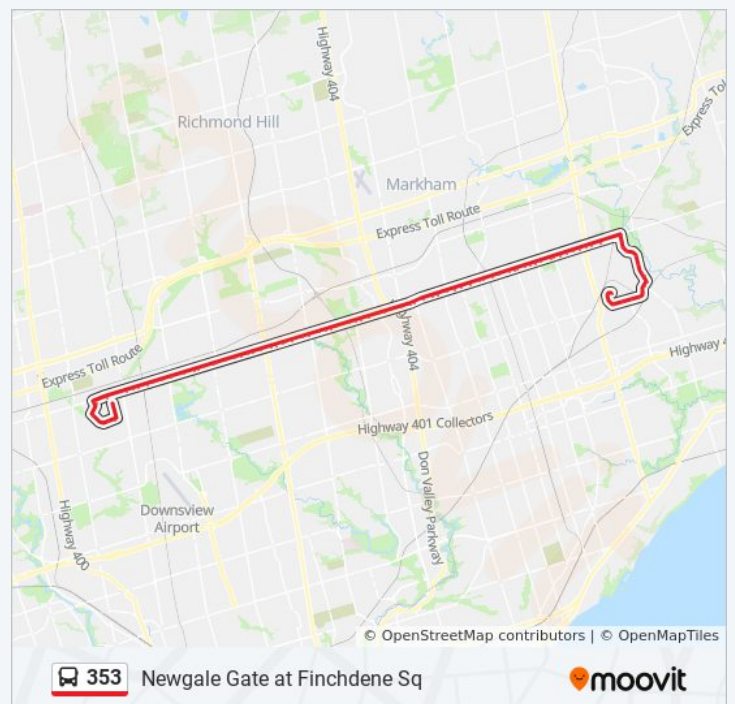 Highway 404
Richmond Hill
Express Tol
Markham
Express Toll Route
Highway 404
Highway 4
Express Toll Route
Highway 401 Collectors
Don Valley Parkway
Downsview
Airport
Highway 400
© OpenStreetMap contributors | © OpenMapTiles
353 Newgale Gate at Finchdene Sq
moovit